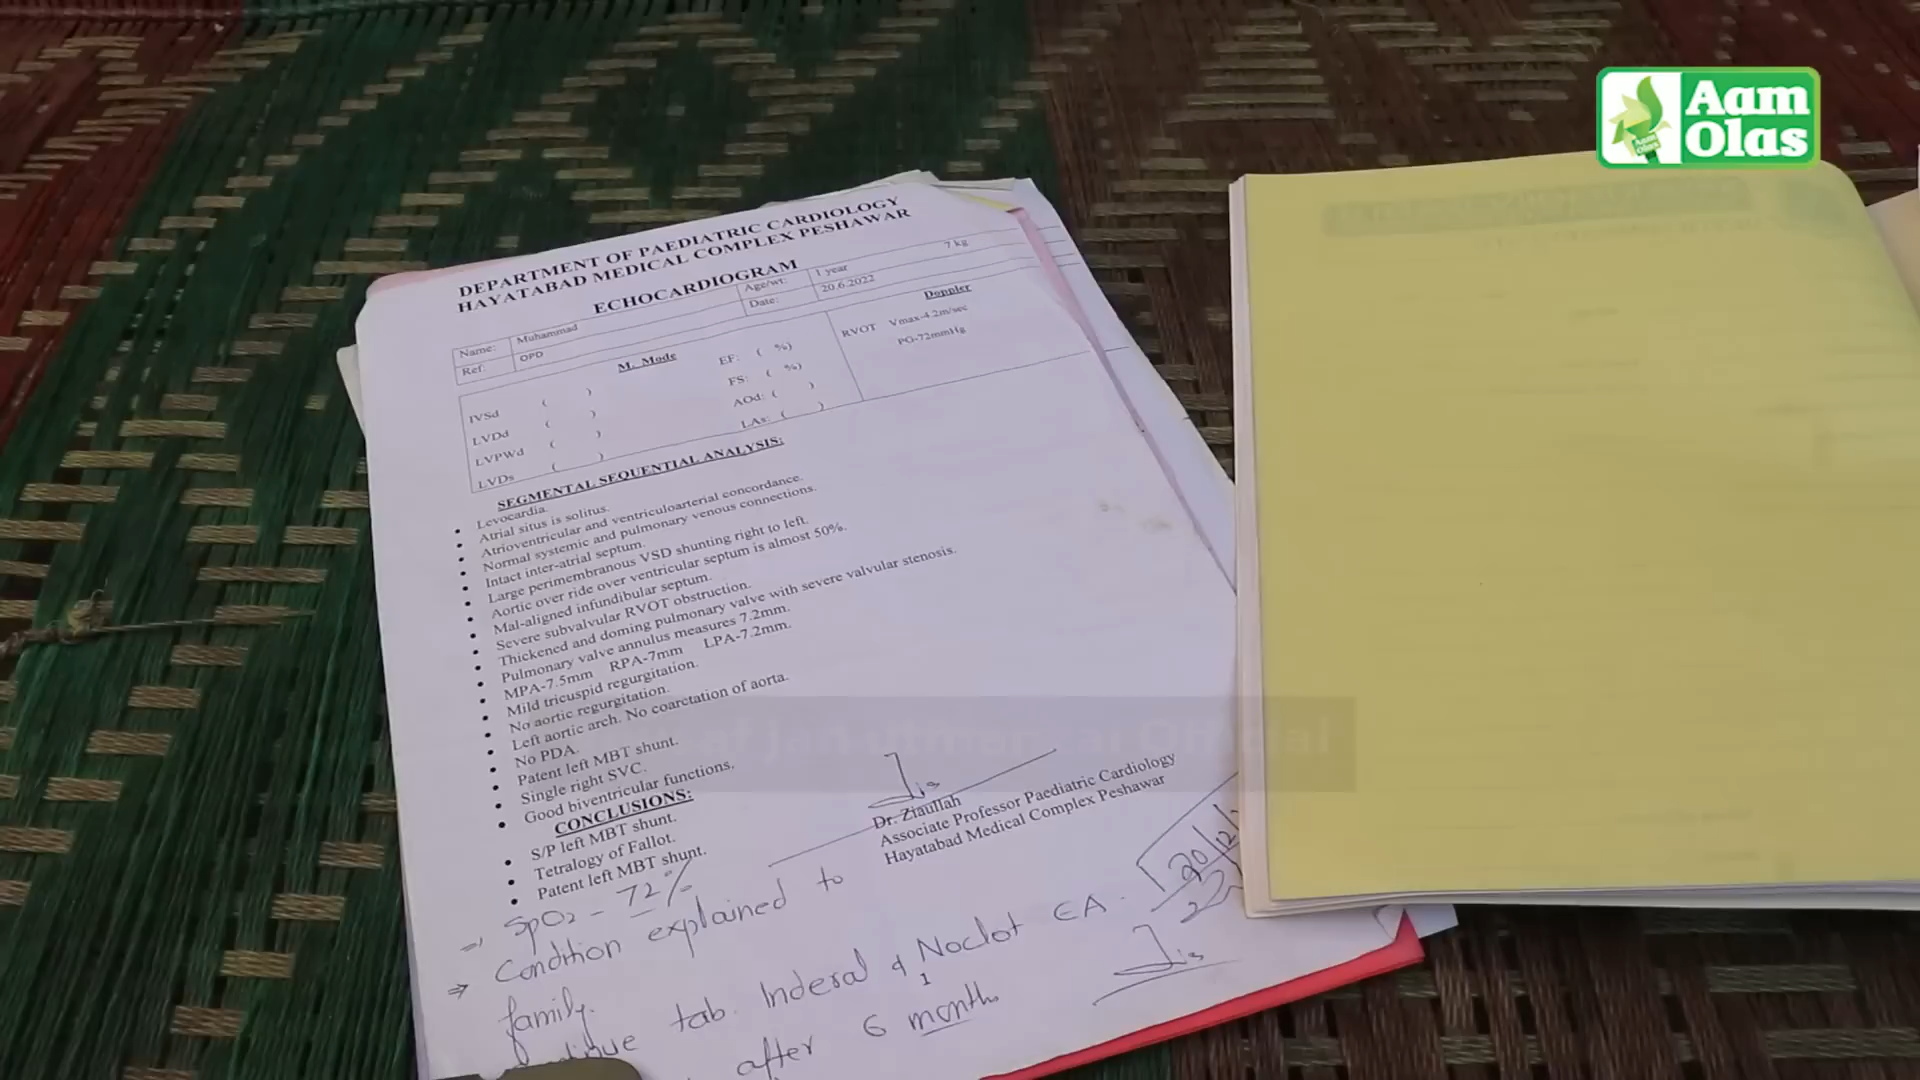 Aam
Olas
DEPARTMENT OF PAEDIATRIC CARDIOLOGY
HAYATABAD MEDICAL COMPLEX PESHAWAR
ECHOCARDIOGRAM
Name: Muhammad Age/wt: 1 year 7 kg
Ref: OPD Date: 20.6.2022
M. Mode
Doppler
IVSd ( )
LVDd ( )
LVPWd ( )
LVDs ( )
EF: ( %)
FS: ( %)
AOd: ( )
LAs: ( )
RVOT Vmax-4.2m/sec
PG-72mmHg
SEGMENTAL SEQUENTIAL ANALYSIS:
• Levocardia.
• Atrial situs is solitus.
• Atrioventricular and ventriculoarterial concordance.
• Normal systemic and pulmonary venous connections.
• Intact inter-atrial septum.
• Large perimembranous VSD shunting right to left.
• Aortic over ride over ventricular septum is almost 50%.
• Mal-aligned infundibular septum.
• Severe subvalvular RVOT obstruction.
• Thickened and doming pulmonary valve with severe valvular stenosis.
• Pulmonary valve annulus measures 7.2mm.
• MPA-7.5mm RPA-7mm LPA-7.2mm.
• Mild tricuspid regurgitation.
• No aortic regurgitation.
• Left aortic arch. No coarctation of aorta.
• No PDA.
• Patent left MBT shunt.
• Single right SVC.
• Good biventricular functions.
CONCLUSIONS:
• S/P left MBT shunt.
• Tetralogy of Fallot.
• Patent left MBT shunt.
Dr. Ziaullah
Associate Professor Paediatric Cardiology
Hayatabad Medical Complex Peshawar
⇒ SpO2 - 72%
⇒ Condition explained to
family.
tab. Inderal & Noclot EA.
after 6 months
20/12/